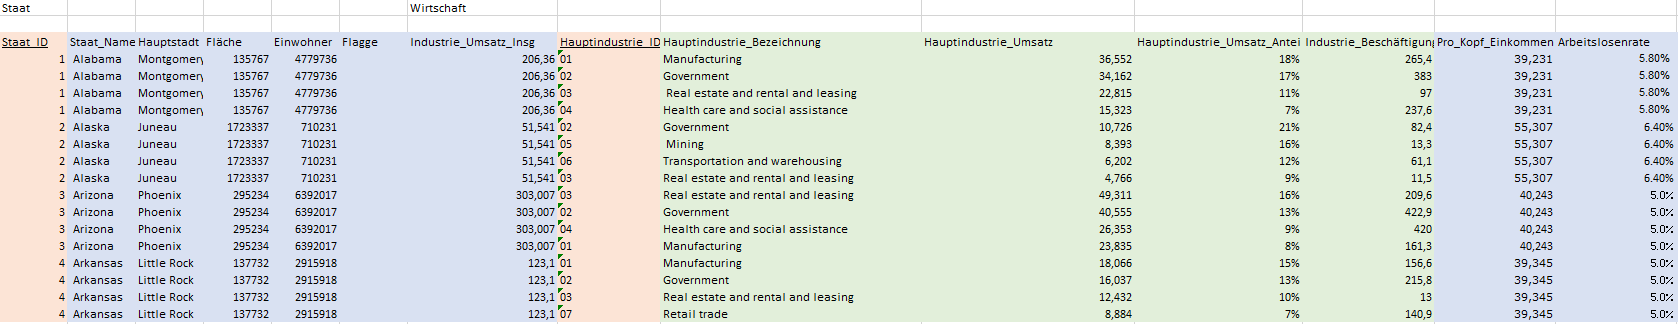 Staat Wirtschaft
Staat_ID Staat_Name Hauptstadt Fläche Einwohner Flagge Industrie_Umsatz_Insg Hauptindustrie_ID Hauptindustrie_Bezeichnung Hauptindustrie_Umsatz Hauptindustrie_Umsatz_Antei Industrie_Beschäftigung Pro_Kopf_Einkommen Arbeitslosenrate
1 Alabama Montgomery 135767 4779736 206,36 01 Manufacturing 36,552 18% 265,4 39,231 5.80%
1 Alabama Montgomery 135767 4779736 206,36 02 Government 34,162 17% 383 39,231 5.80%
1 Alabama Montgomery 135767 4779736 206,36 03 Real estate and rental and leasing 22,815 11% 97 39,231 5.80%
1 Alabama Montgomery 135767 4779736 206,36 04 Health care and social assistance 15,323 7% 237,6 39,231 5.80%
2 Alaska Juneau 1723337 710231 51,541 02 Government 10,726 21% 82,4 55,307 6.40%
2 Alaska Juneau 1723337 710231 51,541 05 Mining 8,393 16% 13,3 55,307 6.40%
2 Alaska Juneau 1723337 710231 51,541 06 Transportation and warehousing 6,202 12% 61,1 55,307 6.40%
2 Alaska Juneau 1723337 710231 51,541 03 Real estate and rental and leasing 4,766 9% 11,5 55,307 6.40%
3 Arizona Phoenix 295234 6392017 303,007 03 Real estate and rental and leasing 49,311 16% 209,6 40,243 5.0%
3 Arizona Phoenix 295234 6392017 303,007 02 Government 40,555 13% 422,9 40,243 5.0%
3 Arizona Phoenix 295234 6392017 303,007 04 Health care and social assistance 26,353 9% 420 40,243 5.0%
3 Arizona Phoenix 295234 6392017 303,007 01 Manufacturing 23,835 8% 161,3 40,243 5.0%
4 Arkansas Little Rock 137732 2915918 123,1 01 Manufacturing 18,066 15% 156,6 39,345 5.0%
4 Arkansas Little Rock 137732 2915918 123,1 02 Government 16,037 13% 215,8 39,345 5.0%
4 Arkansas Little Rock 137732 2915918 123,1 03 Real estate and rental and leasing 12,432 10% 13 39,345 5.0%
4 Arkansas Little Rock 137732 2915918 123,1 07 Retail trade 8,884 7% 140,9 39,345 5.0%